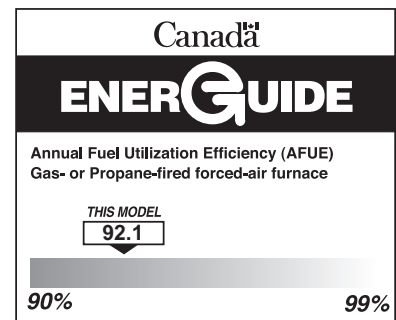 Canada
ENERGUIDE
Annual Fuel Utilization Efficiency (AFUE)
Gas- or Propane-fired forced-air furnace
THIS MODEL
92.1
90%
99%